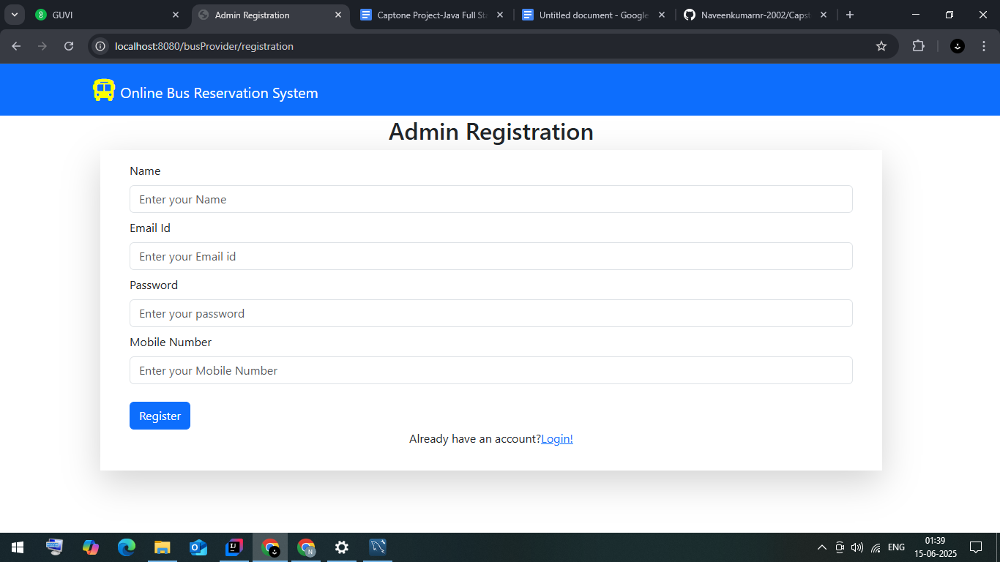 GUVI
Admin Registration
Captone Project-Java Full Sta
Untitled document - Google
Naveenkumarnr-2002/Capst
localhost:8080/busProvider/registration
Online Bus Reservation System
Admin Registration
Name
Enter your Name
Email Id
Enter your Email id
Password
Enter your password
Mobile Number
Enter your Mobile Number
Register
Already have an account?Login!
ENG
01:39
15-06-2025